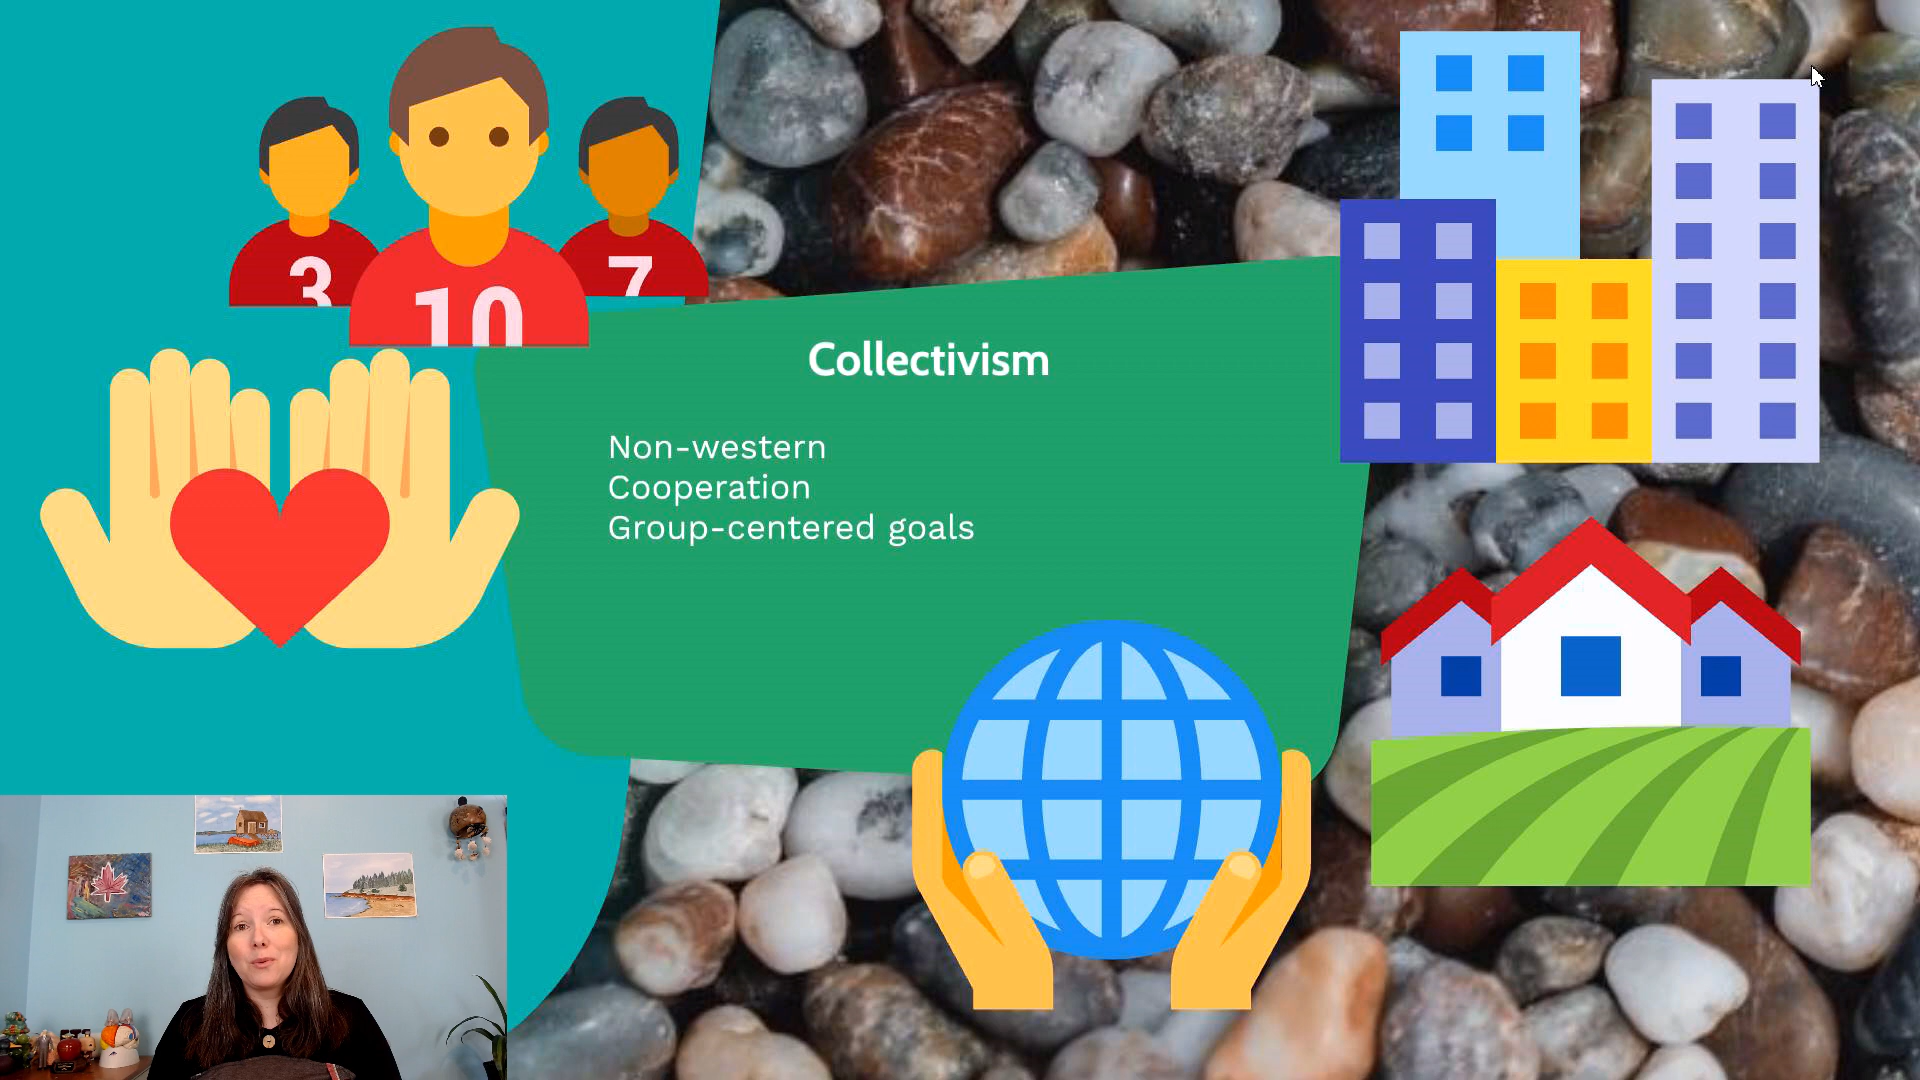 3
10
7
Collectivism
Non-western
Cooperation
Group-centered goals